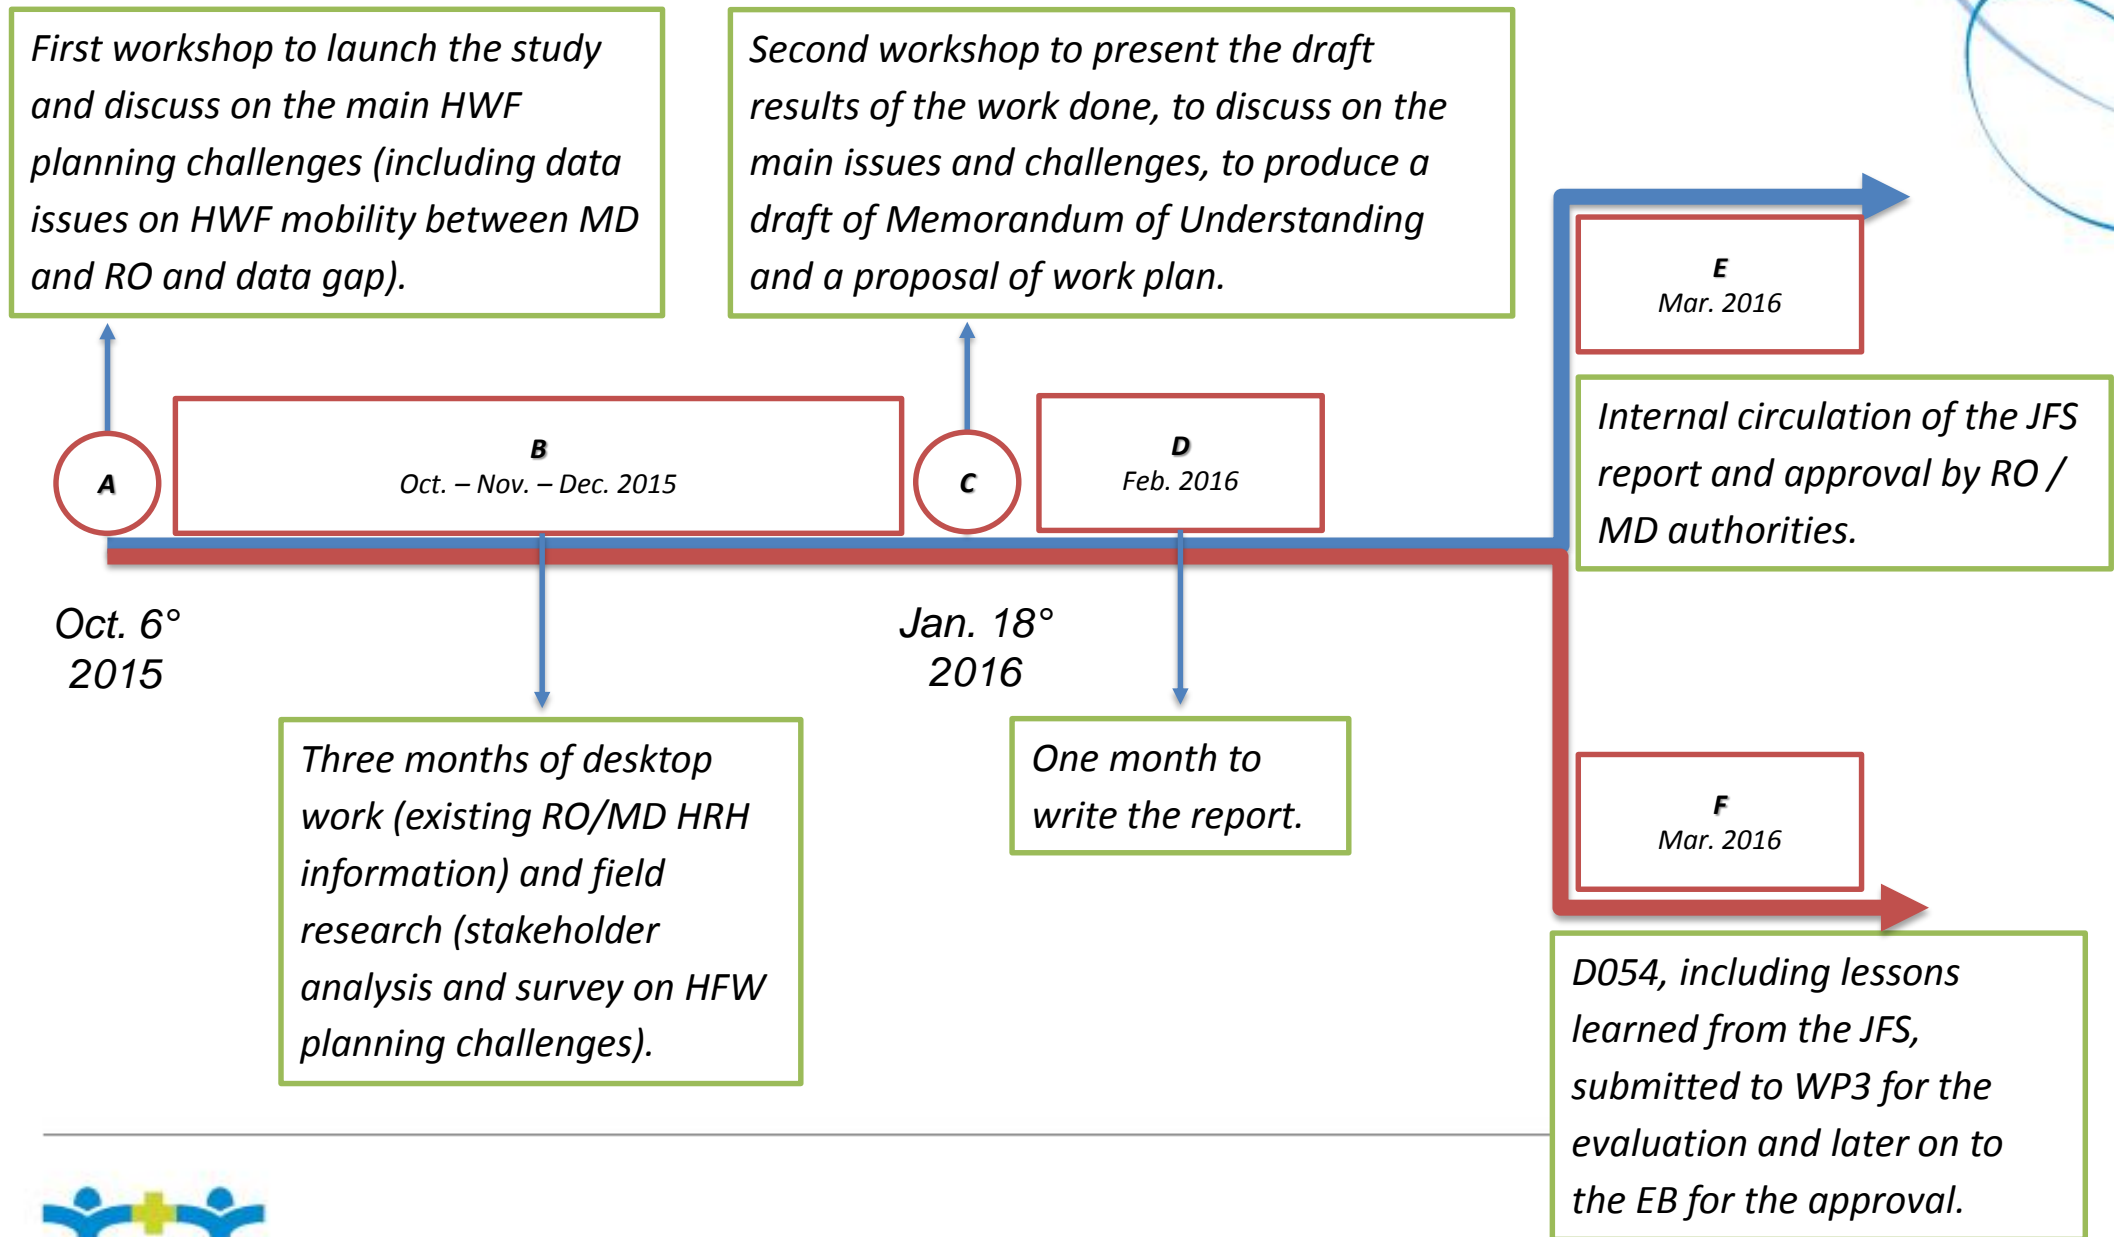 First workshop to launch the study
and discuss on the main HWF
planning challenges (including data
issues on HWF mobility between MD
and RO and data gap).
Second workshop to present the draft
results of the work done, to discuss on the
main issues and challenges, to produce a
draft of Memorandum of Understanding
and a proposal of work plan.
E
Mar. 2016
Internal circulation of the JFS
report and approval by RO /
MD authorities.
A
B
Oct. – Nov. – Dec. 2015
C
D
Feb. 2016
Oct. 6°
2015
Jan. 18°
2016
Three months of desktop
work (existing RO/MD HRH
information) and field
research (stakeholder
analysis and survey on HFW
planning challenges).
One month to
write the report.
F
Mar. 2016
D054, including lessons
learned from the JFS,
submitted to WP3 for the
evaluation and later on to
the EB for the approval.